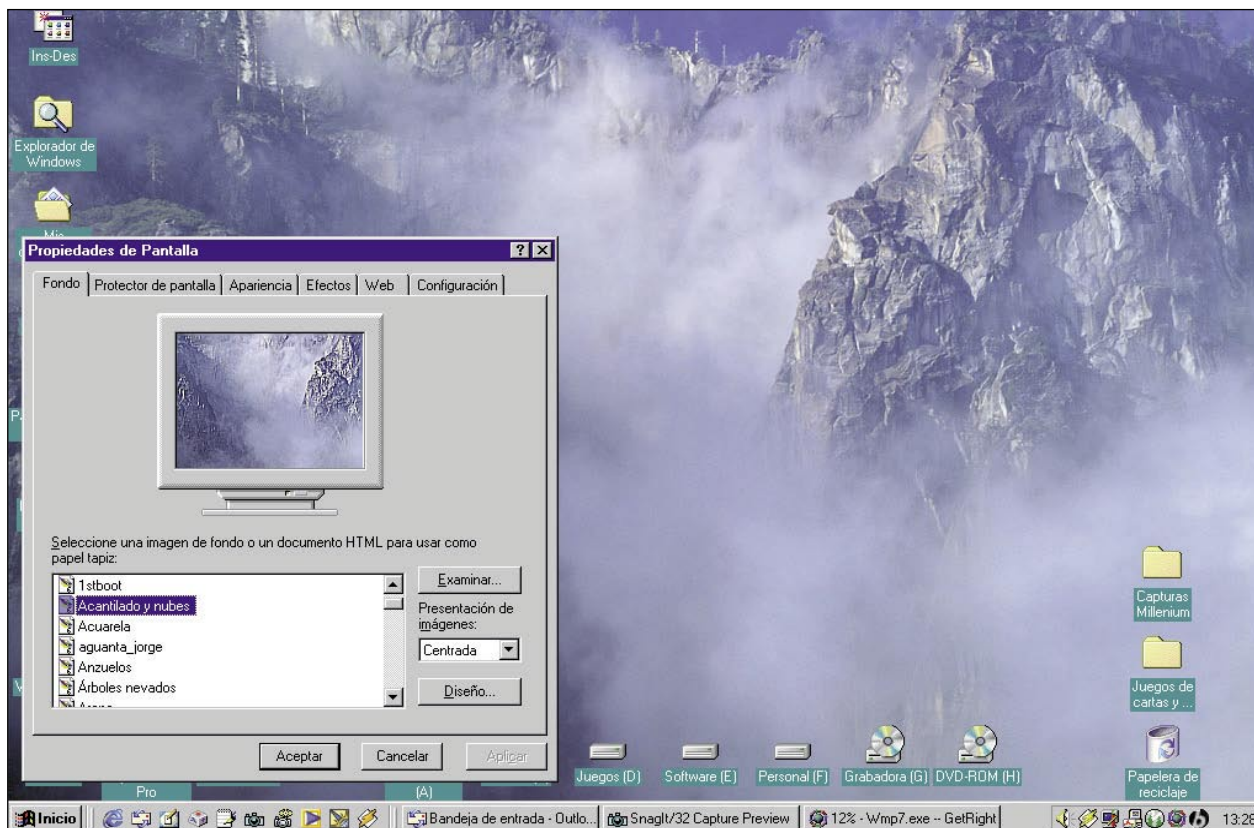 Ins-Des
Explorador de
Windows
Mis
Propiedades de Pantalla
Fondo
Protector de pantalla
Apariencia
Efectos
Web
Configuración
Seleccione una imagen de fondo o un documento HTML para usar como
papel tapiz:
1stboot
Acantilado y nubes
Acuarela
aguanta_jorge
Anzuelos
Árboles nevados
Examinar...
Presentación de
imágenes:
Centrada
Diseño...
Aceptar
Cancelar
Aplicar
Capturas
Millenium
Juegos de
cartas y ...
Juegos (D)
Software (E)
Personal (F)
Grabadora (G)
DVD-ROM (H)
Papelera de
reciclaje
Pro
(A)
Inicio
Bandeja de entrada - Outlo...
SnagIt/32 Capture Preview
12% - Wmp7.exe -- GetRight
13:28